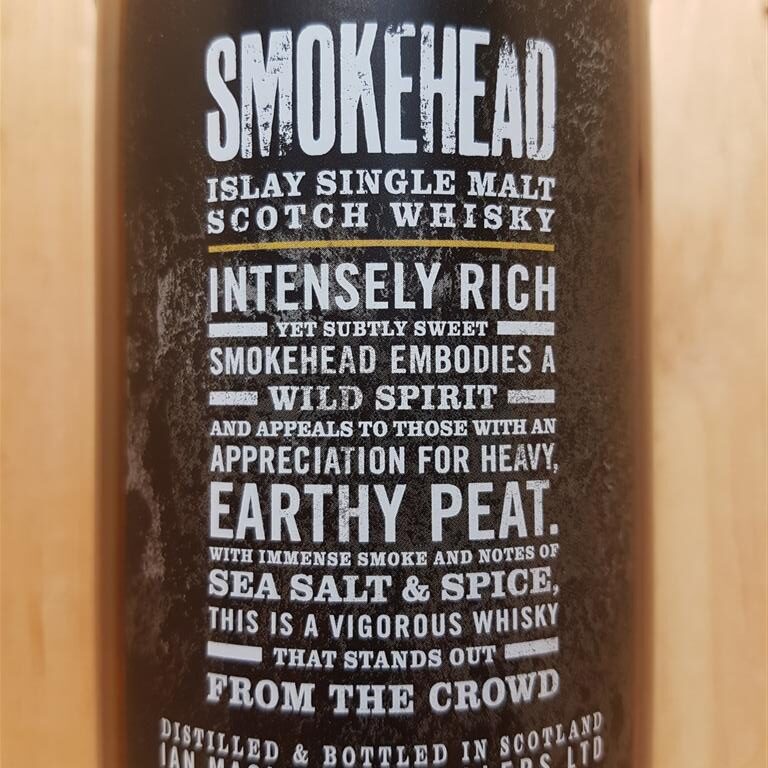 SMOKEHEAD
ISLAY SINGLE MALT
SCOTCH WHISKY
INTENSELY RICH
YET SUBTLY SWEET
SMOKEHEAD EMBODIES A
WILD SPIRIT
AND APPEALS TO THOSE WITH AN
APPRECIATION FOR HEAVY,
EARTHY PEAT.
WITH IMMENSE SMOKE AND NOTES OF
SEA SALT & SPICE,
THIS IS A VIGOROUS WHISKY
THAT STANDS OUT
FROM THE CROWD
DISTILLED & BOTTLED IN SCOTLAND
IAN LTD